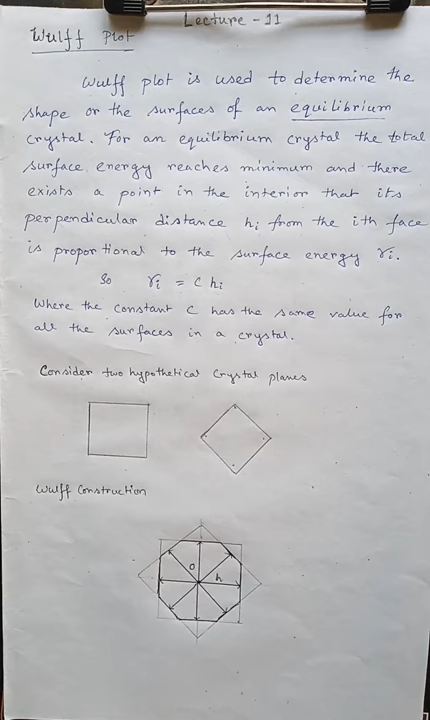 Lecture - 11
Wulff Plot
Wulff plot is used to determine the
shape or the surfaces of an equilibrium
crystal. For an equilibrium crystal the total
surface energy reaches minimum and there
exists a point in the interior that its
perpendicular distance hi from the ith face
is proportional to the surface energy γi.
So γi = C hi
Where the constant C has the same value for
all the surfaces in a crystal.
Consider two hypothetical crystal planes
Wulff Construction
O
h